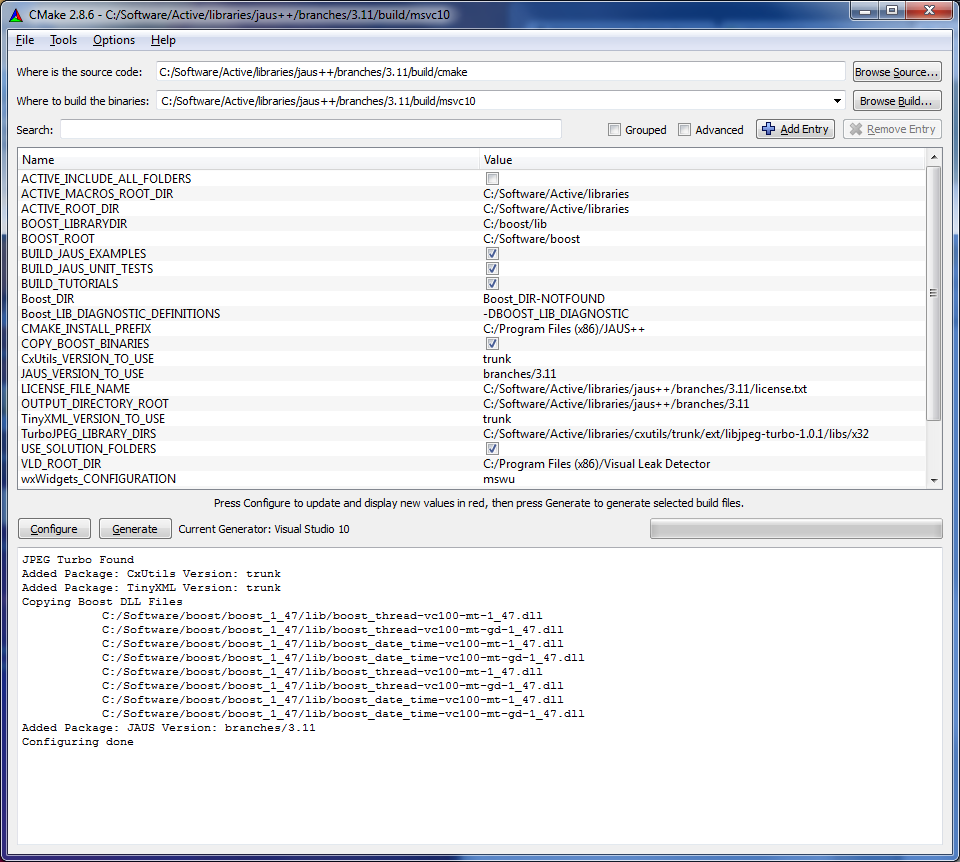 CMake 2.8.6 - C:/Software/Active/libraries/jaus++/branches/3.11/build/msvc10
File Tools Options Help
Where is the source code: C:/Software/Active/libraries/jaus++/branches/3.11/build/cmake Browse Source...
Where to build the binaries: C:/Software/Active/libraries/jaus++/branches/3.11/build/msvc10 Browse Build...
Search: Grouped Advanced Add Entry Remove Entry
Name Value
ACTIVE_INCLUDE_ALL_FOLDERS
ACTIVE_MACROS_ROOT_DIR C:/Software/Active/libraries
ACTIVE_ROOT_DIR C:/Software/Active/libraries
BOOST_LIBRARYDIR C:/boost/lib
BOOST_ROOT C:/Software/boost
BUILD_JAUS_EXAMPLES
BUILD_JAUS_UNIT_TESTS
BUILD_TUTORIALS
Boost_DIR Boost_DIR-NOTFOUND
Boost_LIB_DIAGNOSTIC_DEFINITIONS -DBOOST_LIB_DIAGNOSTIC
CMAKE_INSTALL_PREFIX C:/Program Files (x86)/JAUS++
COPY_BOOST_BINARIES
CxUtils_VERSION_TO_USE trunk
JAUS_VERSION_TO_USE branches/3.11
LICENSE_FILE_NAME C:/Software/Active/libraries/jaus++/branches/3.11/license.txt
OUTPUT_DIRECTORY_ROOT C:/Software/Active/libraries/jaus++/branches/3.11
TinyXML_VERSION_TO_USE trunk
TurboJPEG_LIBRARY_DIRS C:/Software/Active/libraries/cxutils/trunk/ext/libjpeg-turbo-1.0.1/libs/x32
USE_SOLUTION_FOLDERS
VLD_ROOT_DIR C:/Program Files (x86)/Visual Leak Detector
wxWidgets_CONFIGURATION mswu
Press Configure to update and display new values in red, then press Generate to generate selected build files.
Configure Generate Current Generator: Visual Studio 10
JPEG Turbo Found
Added Package: CxUtils Version: trunk
Added Package: TinyXML Version: trunk
Copying Boost DLL Files
C:/Software/boost/boost_1_47/lib/boost_thread-vc100-mt-1_47.dll
C:/Software/boost/boost_1_47/lib/boost_thread-vc100-mt-gd-1_47.dll
C:/Software/boost/boost_1_47/lib/boost_date_time-vc100-mt-1_47.dll
C:/Software/boost/boost_1_47/lib/boost_date_time-vc100-mt-gd-1_47.dll
C:/Software/boost/boost_1_47/lib/boost_thread-vc100-mt-1_47.dll
C:/Software/boost/boost_1_47/lib/boost_thread-vc100-mt-gd-1_47.dll
C:/Software/boost/boost_1_47/lib/boost_date_time-vc100-mt-1_47.dll
C:/Software/boost/boost_1_47/lib/boost_date_time-vc100-mt-gd-1_47.dll
Added Package: JAUS Version: branches/3.11
Configuring done